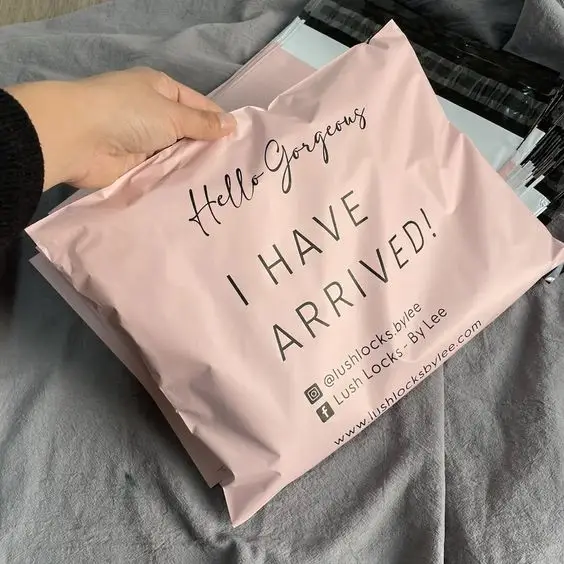 Hello Gorgeous
I HAVE
ARRIVED!
@lushlocks.bylee
Lush Locks - By Lee
www.lushlocksbylee.com